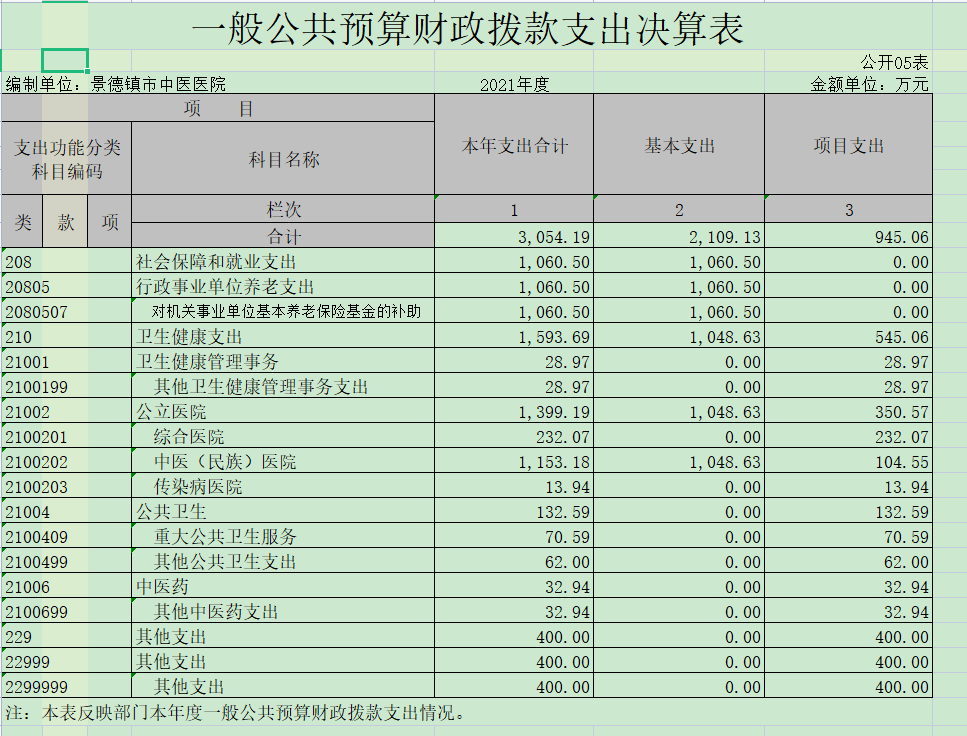 一般公共预算财政拨款支出决算表
公开05表
编制单位：景德镇市中医医院 2021年度 金额单位：万元
项 目 本年支出合计 基本支出 项目支出
支出功能分类
科目编码 科目名称
类 款 项 栏次 1 2 3
合计 3,054.19 2,109.13 945.06
208 社会保障和就业支出 1,060.50 1,060.50 0.00
20805 行政事业单位养老支出 1,060.50 1,060.50 0.00
2080507 对机关事业单位基本养老保险基金的补助 1,060.50 1,060.50 0.00
210 卫生健康支出 1,593.69 1,048.63 545.06
21001 卫生健康管理事务 28.97 0.00 28.97
2100199 其他卫生健康管理事务支出 28.97 0.00 28.97
21002 公立医院 1,399.19 1,048.63 350.57
2100201 综合医院 232.07 0.00 232.07
2100202 中医（民族）医院 1,153.18 1,048.63 104.55
2100203 传染病医院 13.94 0.00 13.94
21004 公共卫生 132.59 0.00 132.59
2100409 重大公共卫生服务 70.59 0.00 70.59
2100499 其他公共卫生支出 62.00 0.00 62.00
21006 中医药 32.94 0.00 32.94
2100699 其他中医药支出 32.94 0.00 32.94
229 其他支出 400.00 0.00 400.00
22999 其他支出 400.00 0.00 400.00
2299999 其他支出 400.00 0.00 400.00
注：本表反映部门本年度一般公共预算财政拨款支出情况。